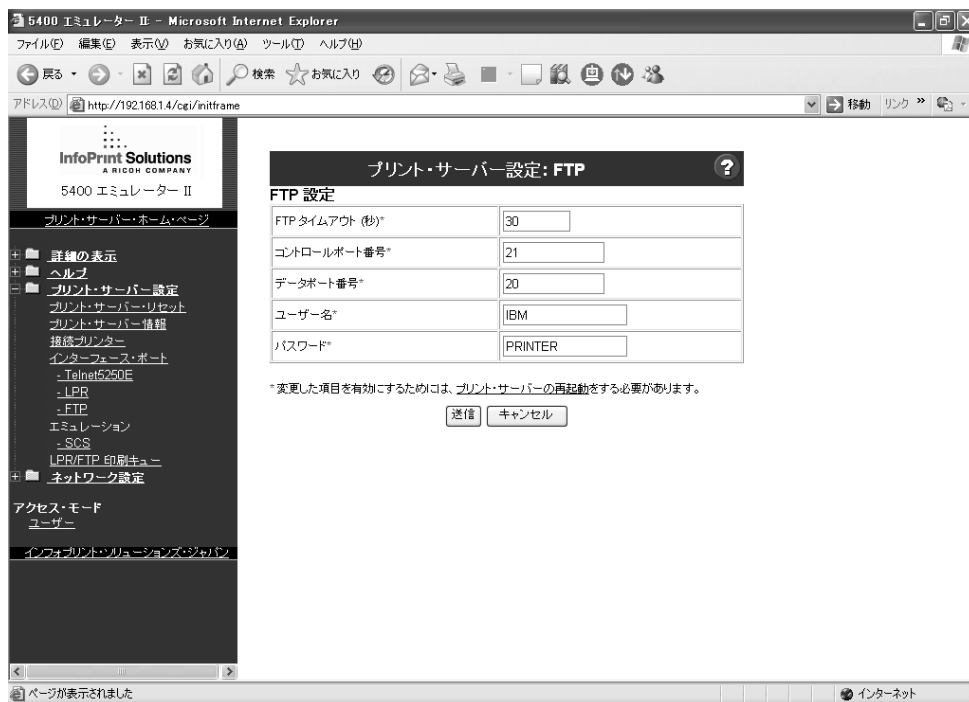 5400 エミュレーター II - Microsoft Internet Explorer
ファイル(F) 編集(E) 表示(V) お気に入り(A) ツール(T) ヘルプ(H)
戻る 検索 お気に入り
アドレス(D) http://192.168.1.4/cgi/initframe 移動 リンク »
InfoPrint Solutions
A RICOH COMPANY
5400 エミュレーター II
プリント・サーバー・ホーム・ページ
詳細の表示
ヘルプ
プリント・サーバー設定
プリント・サーバー・リセット
プリント・サーバー情報
接続プリンター
インターフェース・ポート
- Telnet5250E
- LPR
- FTP
エミュレーション
- SCS
LPR/FTP 印刷キュー
ネットワーク設定
アクセス・モード
ユーザー
インフォプリント・ソリューションズ・ジャパン
プリント・サーバー設定: FTP
?
FTP 設定
FTP タイムアウト (秒)* 30
コントロールポート番号* 21
データポート番号* 20
ユーザー名* IBM
パスワード* PRINTER
*変更した項目を有効にするためには、プリント・サーバーの再起動をする必要があります。
送信 キャンセル
ページが表示されました インターネット